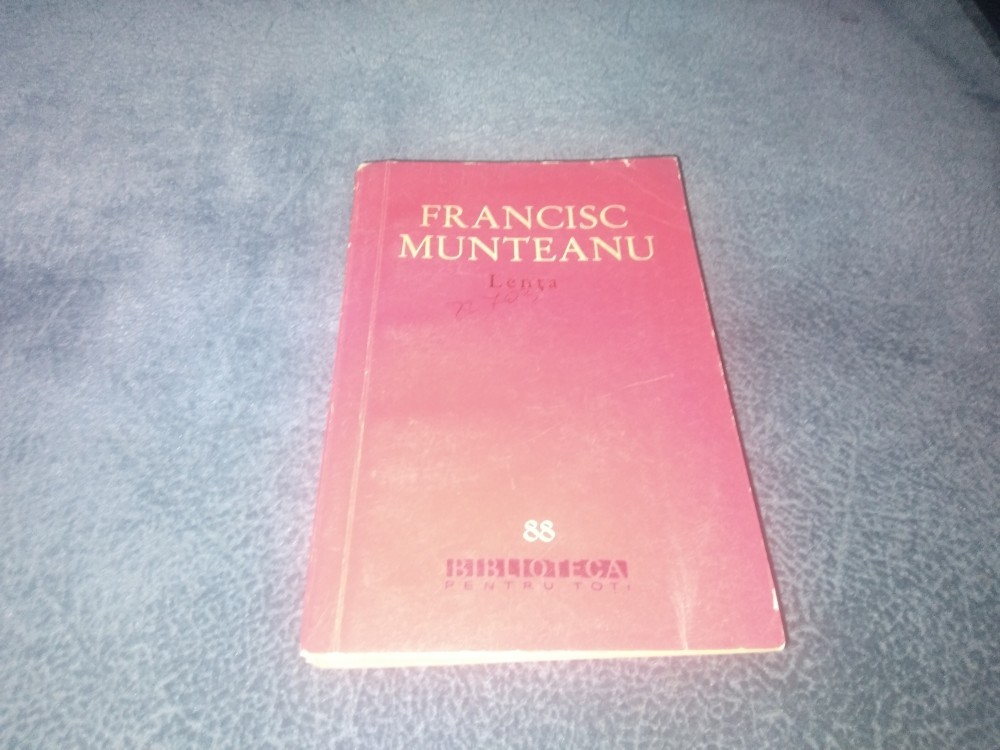 FRANCISC
MUNTEANU
Lența
88
BIBLIOTECA
PENTRU TOȚI